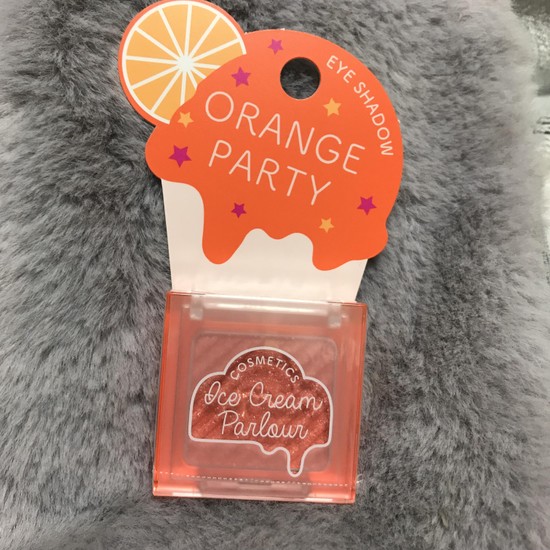 EYE SHADOW
ORANGE
PARTY
COSMETICS
Ice Cream
Parlour